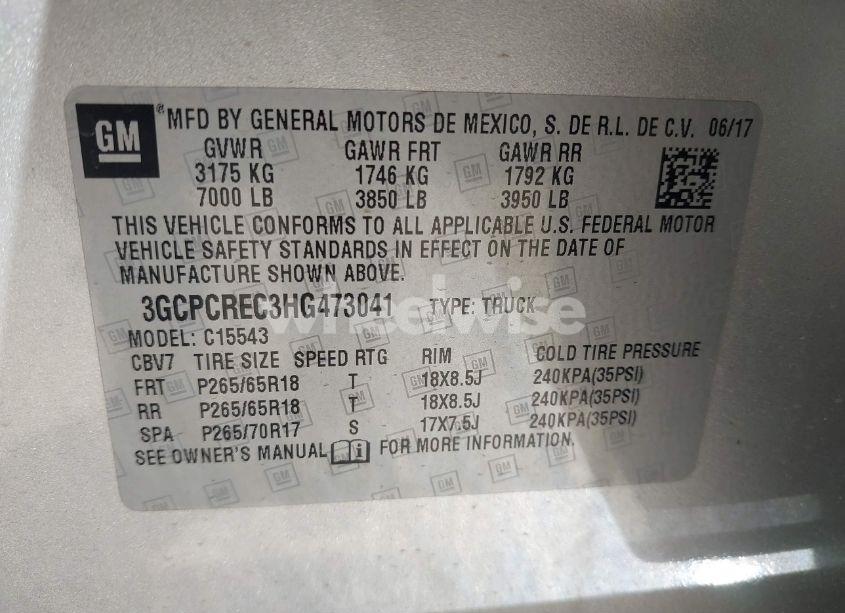 GM ® MFD BY GENERAL MOTORS DE MEXICO, S. DE R.L. DE C.V. 06/17
GVWR GAWR FRT GAWR RR
3175 KG 1746 KG 1792 KG
7000 LB 3850 LB 3950 LB
THIS VEHICLE CONFORMS TO ALL APPLICABLE U.S. FEDERAL MOTOR
VEHICLE SAFETY STANDARDS IN EFFECT ON THE DATE OF
MANUFACTURE SHOWN ABOVE.
3GCPCREC3HG473041 TYPE: TRUCK
wheelwise
MODEL: C15543
CBV7 TIRE SIZE SPEED RTG RIM COLD TIRE PRESSURE
FRT P265/65R18 T 18X8.5J 240KPA(35PSI)
RR P265/65R18 T 18X8.5J 240KPA(35PSI)
SPA P265/70R17 S 17X7.5J 240KPA(35PSI)
SEE OWNER'S MANUAL FOR MORE INFORMATION.